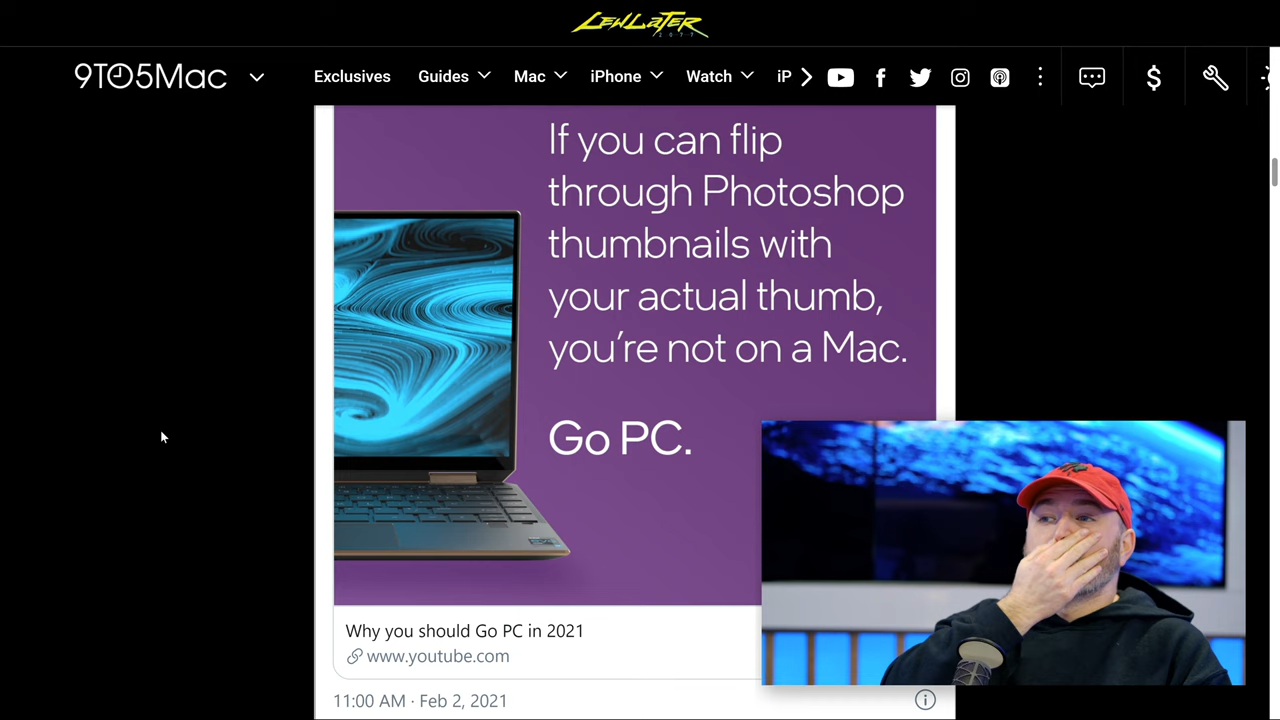 LEWLATER
2077
9TO5Mac
Exclusives Guides Mac iPhone Watch iP
If you can flip
through Photoshop
thumbnails with
your actual thumb,
you're not on a Mac.
Go PC.
Why you should Go PC in 2021
www.youtube.com
11:00 AM · Feb 2, 2021